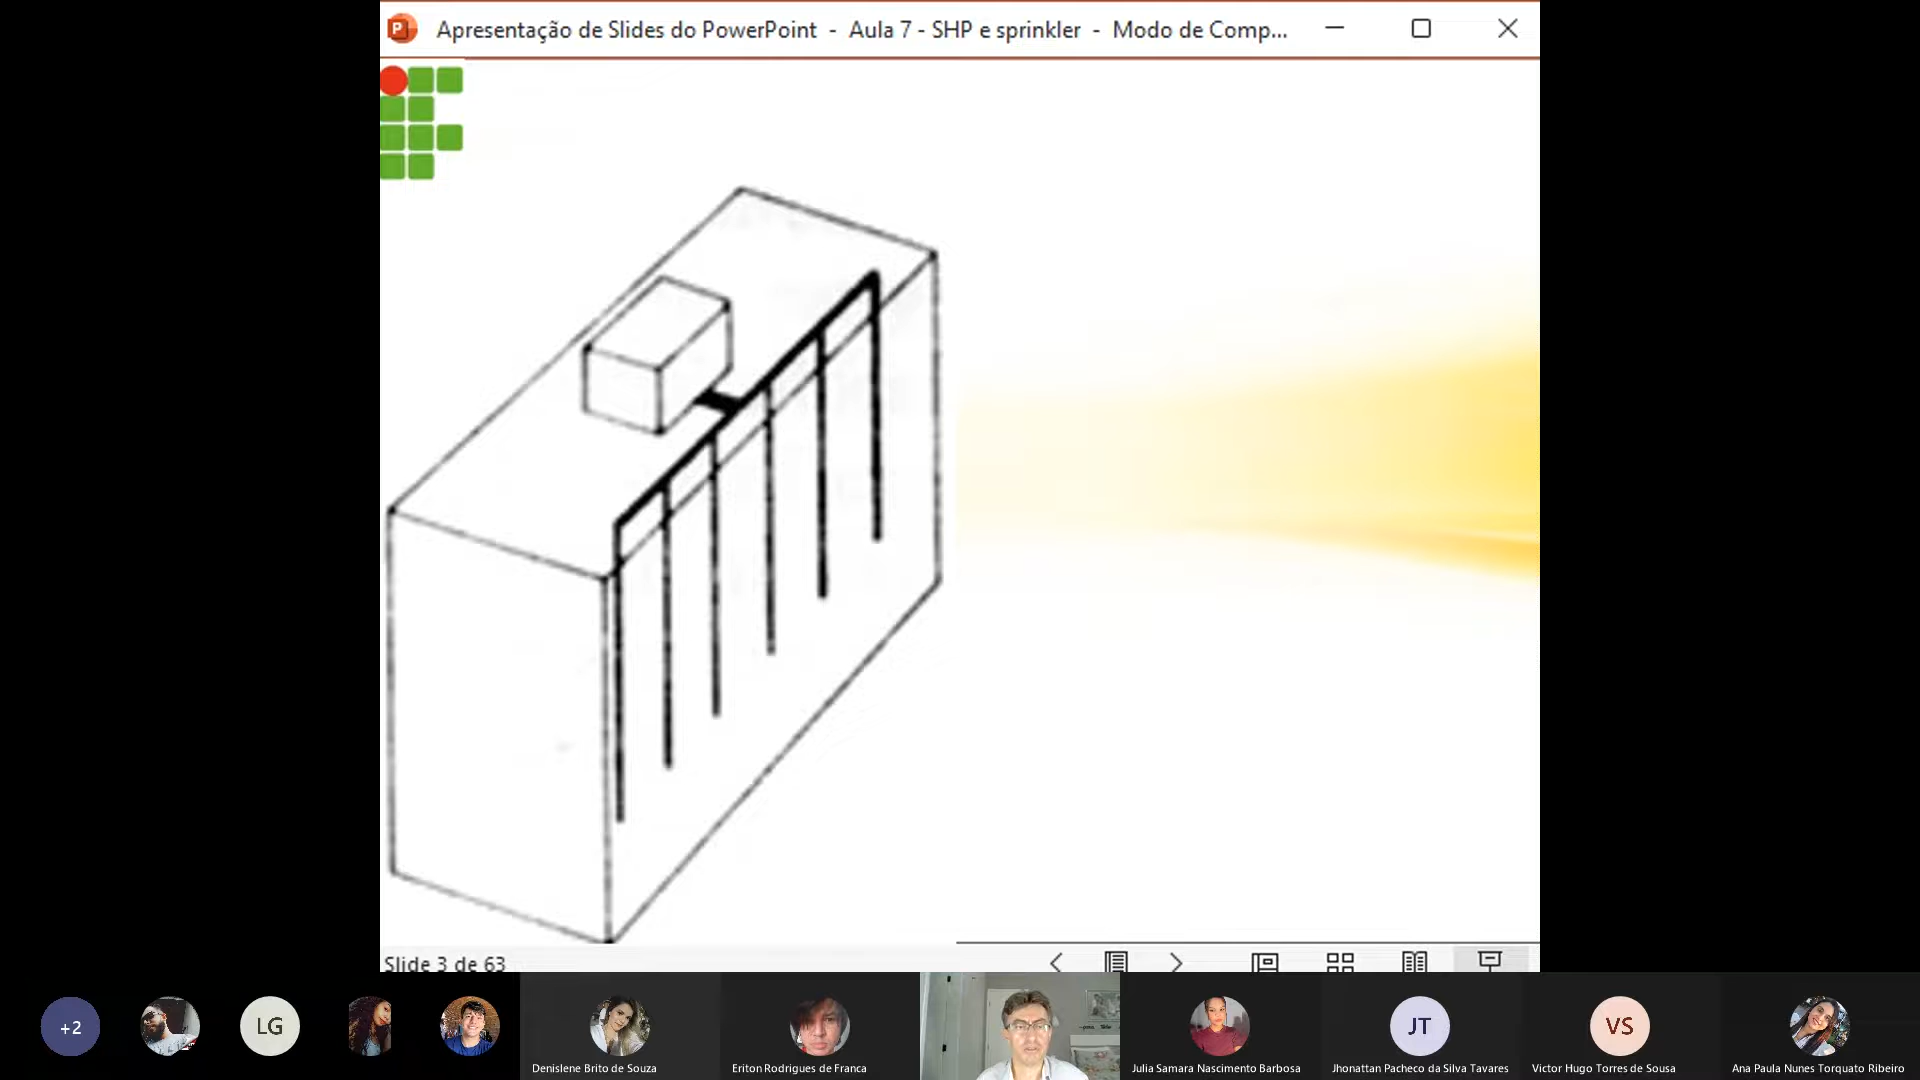 Apresentação de Slides do PowerPoint - Aula 7 - SHP e sprinkler - Modo de Comp...
Slide 3 de 63
+2
LG
JT
VS
Denislene Brito de Souza
Eriton Rodrigues de Franca
Julia Samara Nascimento Barbosa
Jhonattan Pacheco da Silva Tavares
Victor Hugo Torres de Sousa
Ana Paula Nunes Torquato Ribeiro